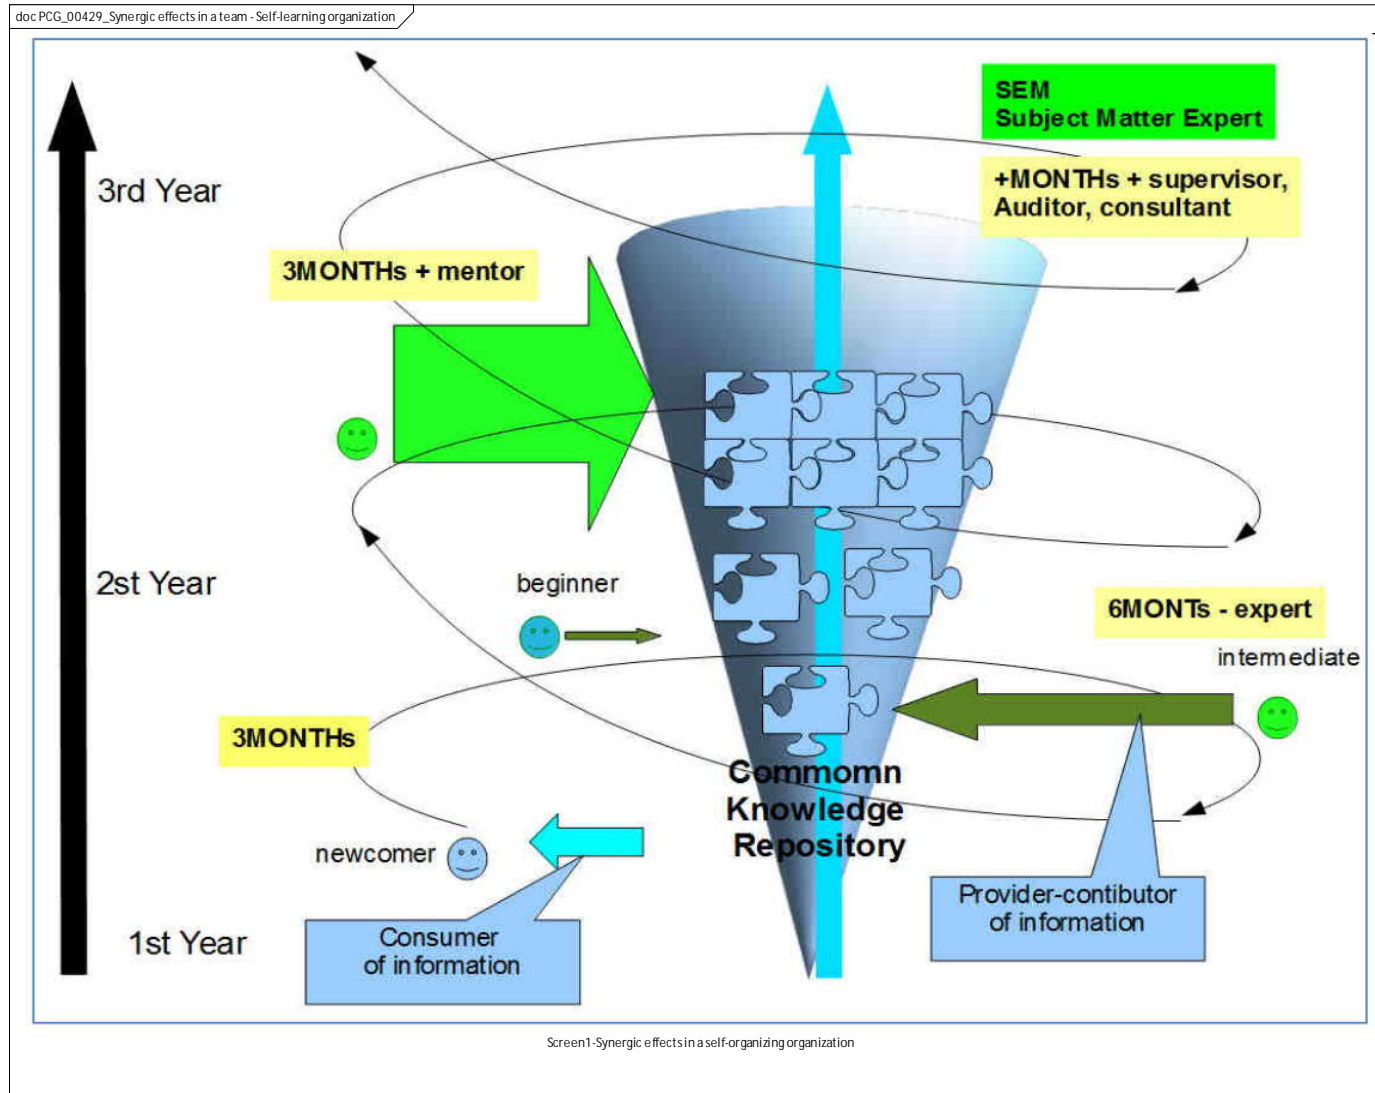 doc PCG_00429_Synergic effects in a team - Self-learning organization
SEM
Subject Matter Expert
3rd Year
+MONTHs + supervisor,
Auditor, consultant
3MONTHs + mentor
2st Year
beginner
6MONTs - expert
intermediate
3MONTHs
Commomn
Knowledge
Repository
newcomer
Provider-contibutor
of information
1st Year
Consumer
of information
Screen1-Synergic effects in a self-organizing organization